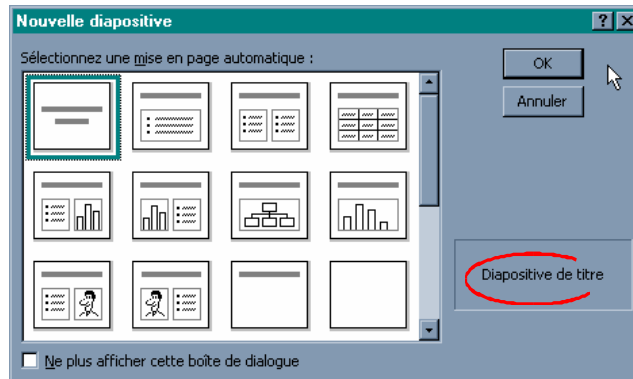 Nouvelle diapositive
Sélectionnez une mise en page automatique :
OK
Annuler
Diapositive de titre
Ne plus afficher cette boîte de dialogue